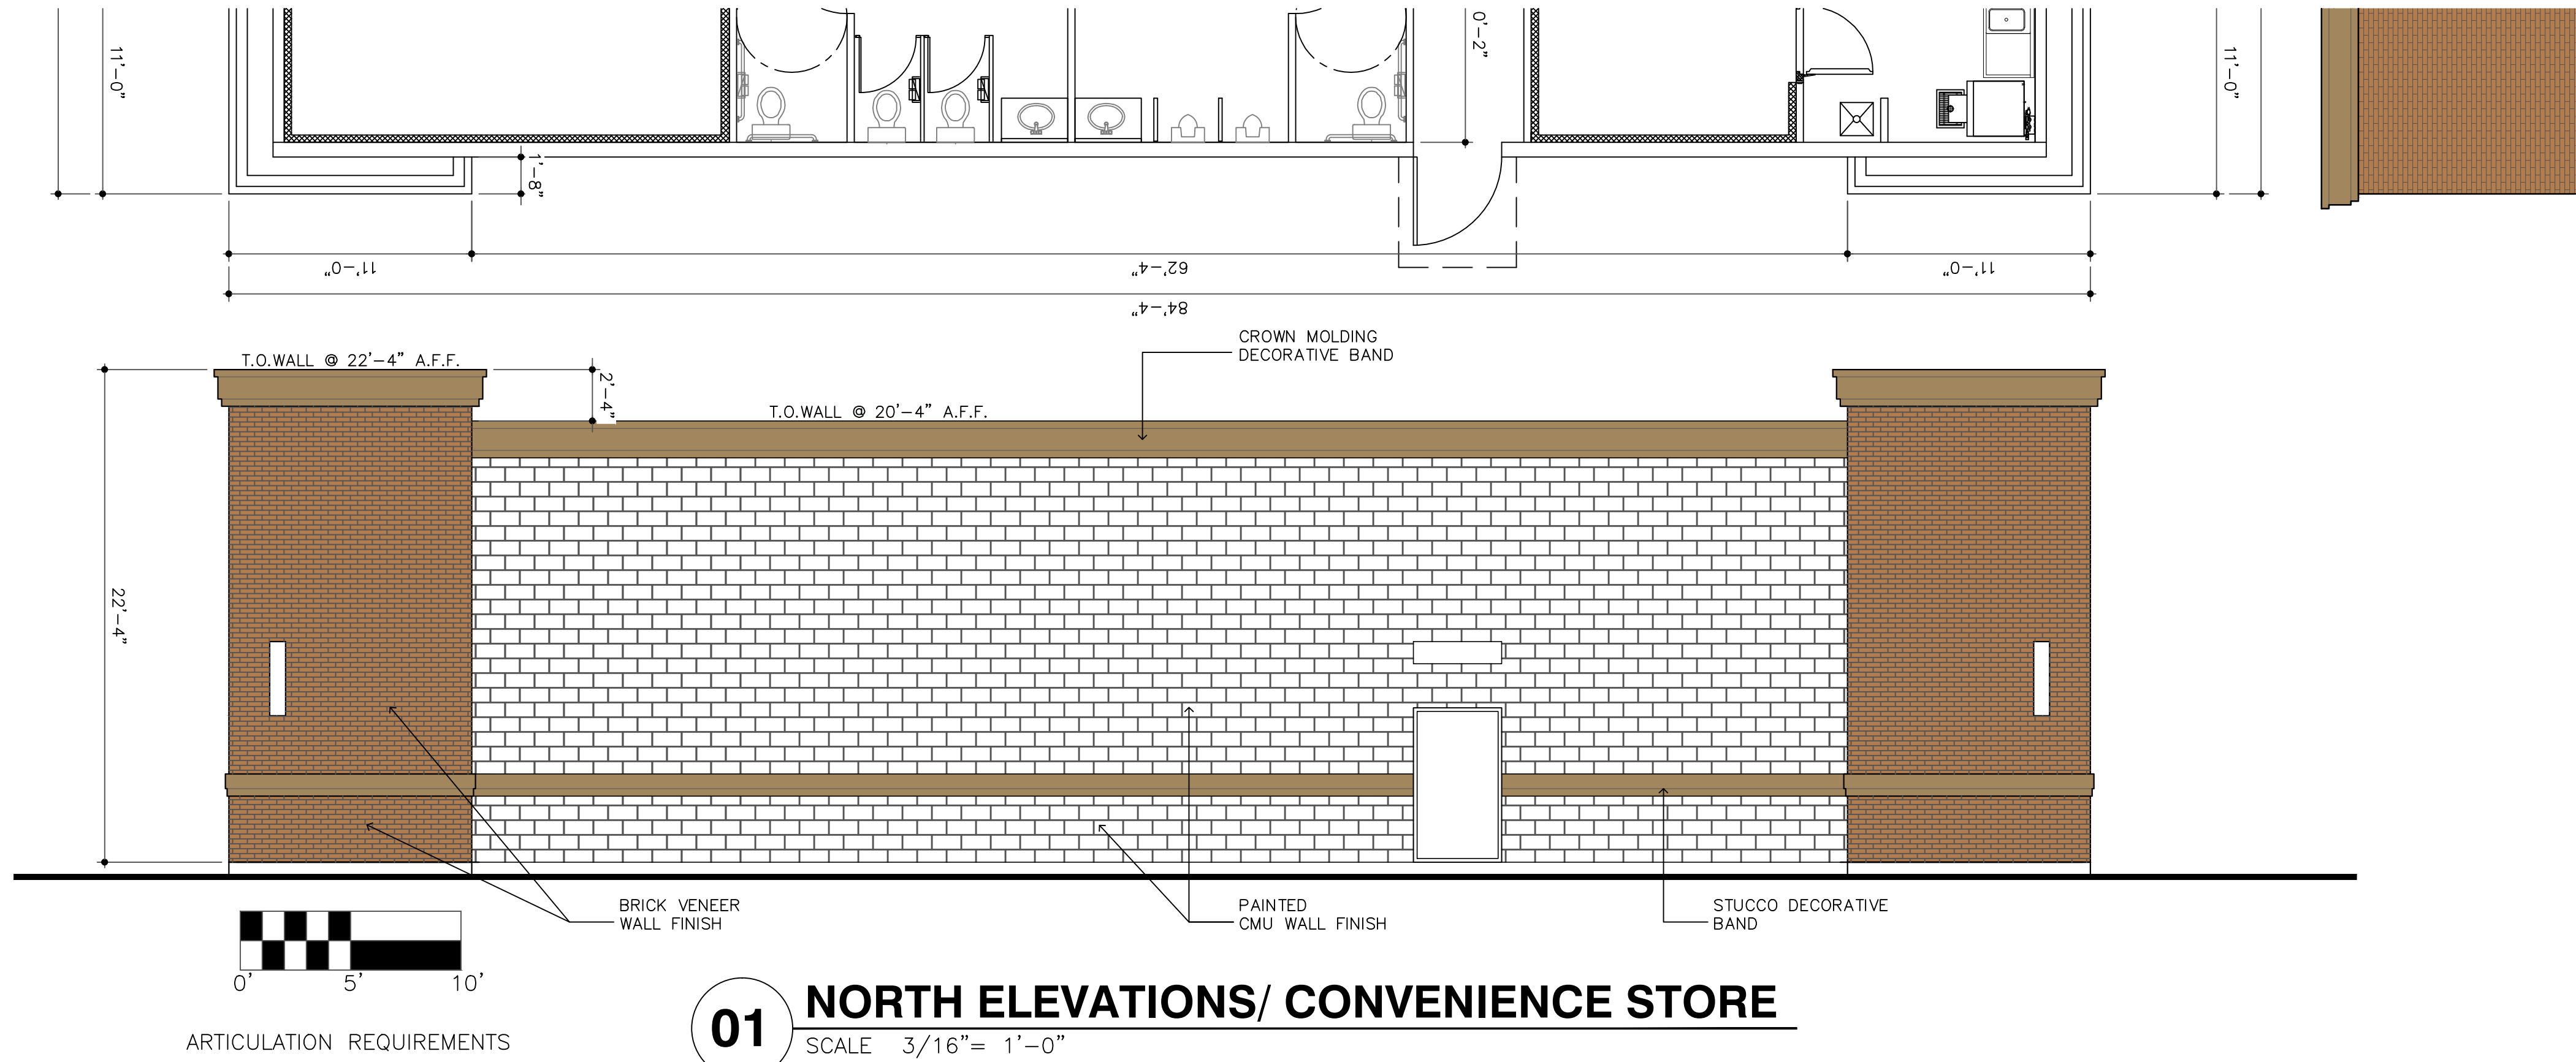 11'-0"
0'-2"
11'-0"
1'-8"
11'-0"
62'-4"
11'-0"
84'-4"
CROWN MOLDING
DECORATIVE BAND
T.O.WALL @ 22'-4" A.F.F.
2'-4"
T.O.WALL @ 20'-4" A.F.F.
22'-4"
BRICK VENEER
WALL FINISH
PAINTED
CMU WALL FINISH
STUCCO DECORATIVE
BAND
0' 5' 10'
01
NORTH ELEVATIONS/ CONVENIENCE STORE
SCALE 3/16"= 1'-0"
ARTICULATION REQUIREMENTS